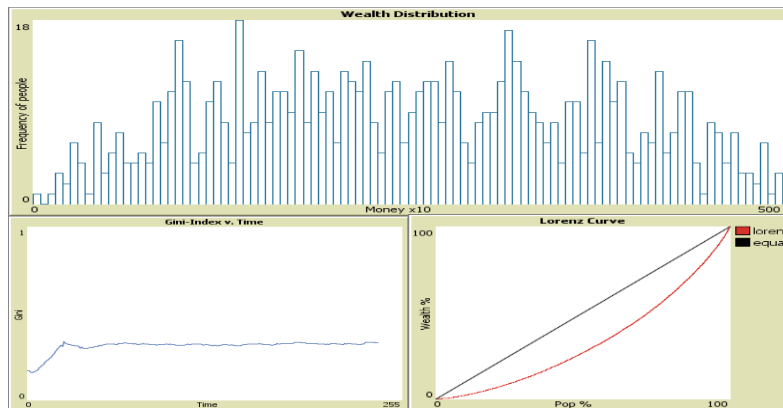 Wealth Distribution
18
Frequency of people
0
0
Money x10
500
Gini-Index v. Time
1
Gini
0
Time
255
Lorenz Curve
100
Wealth %
0
0
Pop %
100
loren
equa